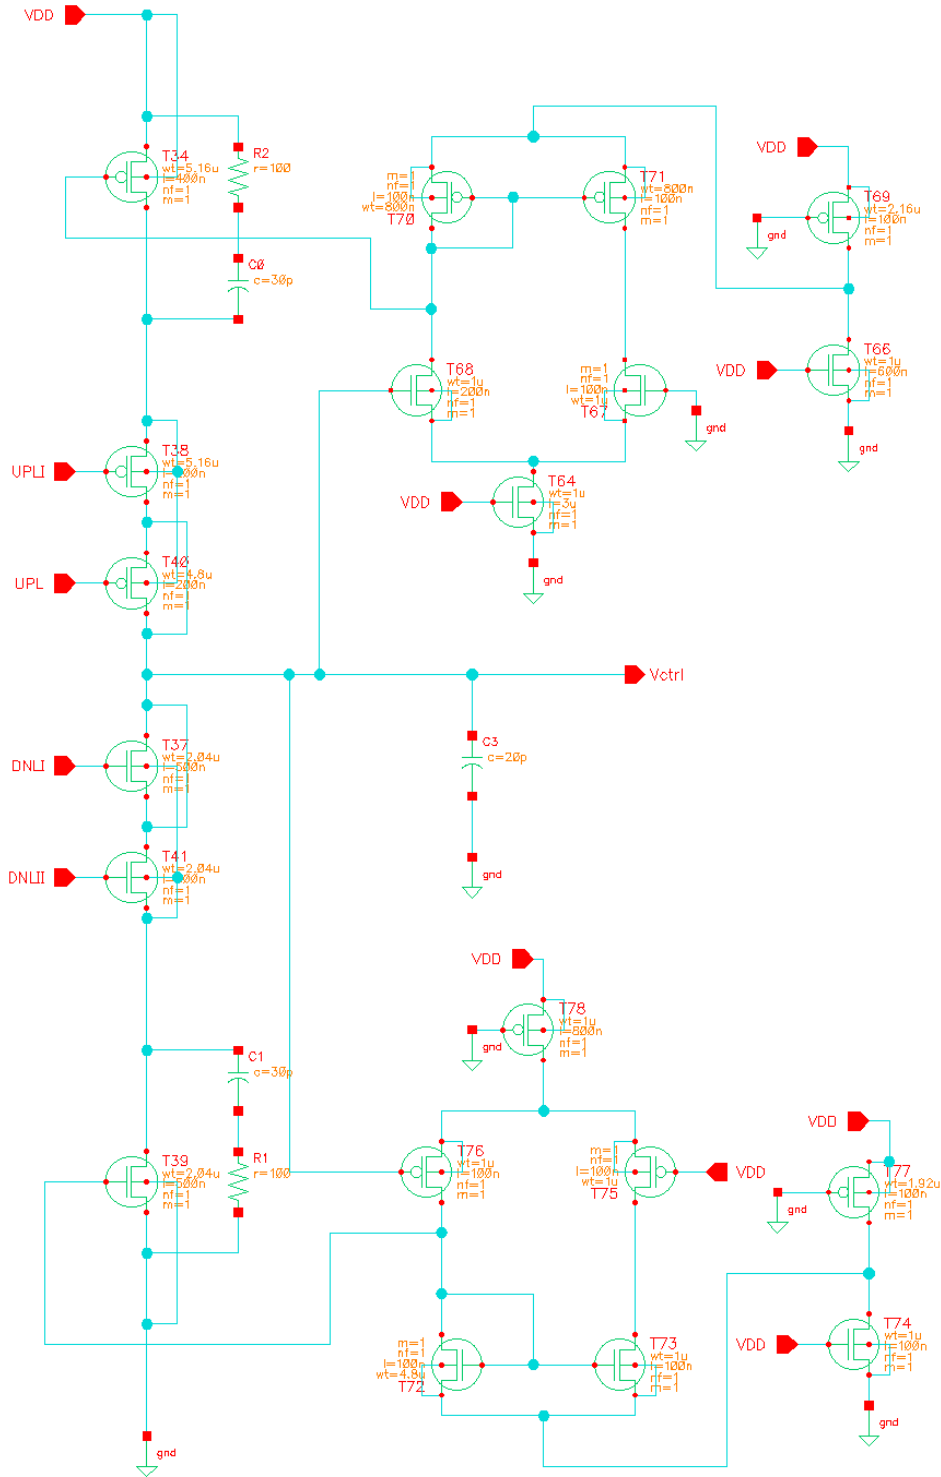 VDD
T34
wt=5.16u
l=400n
nf=1
m=1
R2
r=100
C0
c=30p
m=1
nf=1
l=100n
wt=800n
T70
T71
wt=800n
l=100n
nf=1
m=1
VDD
T69
wt=2.16u
l=100n
nf=1
m=1
gnd
T68
wt=1u
l=200n
nf=1
m=1
m=1
nf=1
l=100n
wt=1u
T67
gnd
VDD
T66
wt=1u
l=600n
nf=1
m=1
gnd
UPLI
T38
wt=5.16u
nf=1
m=1
VDD
T64
wt=1u
l=3u
nf=1
m=1
gnd
UPL
T40
wt=4.8u
l=200n
nf=1
m=1
Vctrl
DNLI
T37
wt=2.04u
nf=1
m=1
C3
c=20p
gnd
DNLII
T41
wt=2.04u
nf=1
m=1
VDD
T78
wt=1u
l=800n
nf=1
m=1
gnd
C1
c=30p
T39
wt=2.04u
nf=1
m=1
R1
r=100
T76
wt=1u
l=100n
nf=1
m=1
m=1
nf=1
l=100n
wt=1u
T75
VDD
VDD
T77
wt=1.92u
l=100n
nf=1
m=1
gnd
m=1
nf=1
l=100n
wt=4.8u
T72
T73
wt=1u
l=100n
nf=1
m=1
VDD
T74
wt=1u
l=100n
nf=1
m=1
gnd
gnd